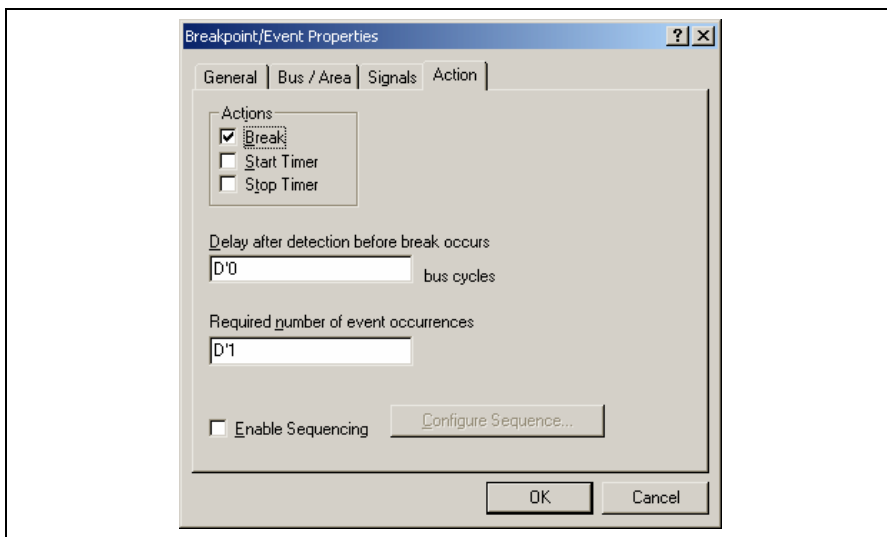 Breakpoint/Event Properties
General Bus / Area Signals Action
Actions
Break
Start Timer
Stop Timer
Delay after detection before break occurs
D'0 bus cycles
Required number of event occurrences
D'1
Enable Sequencing Configure Sequence...
OK Cancel